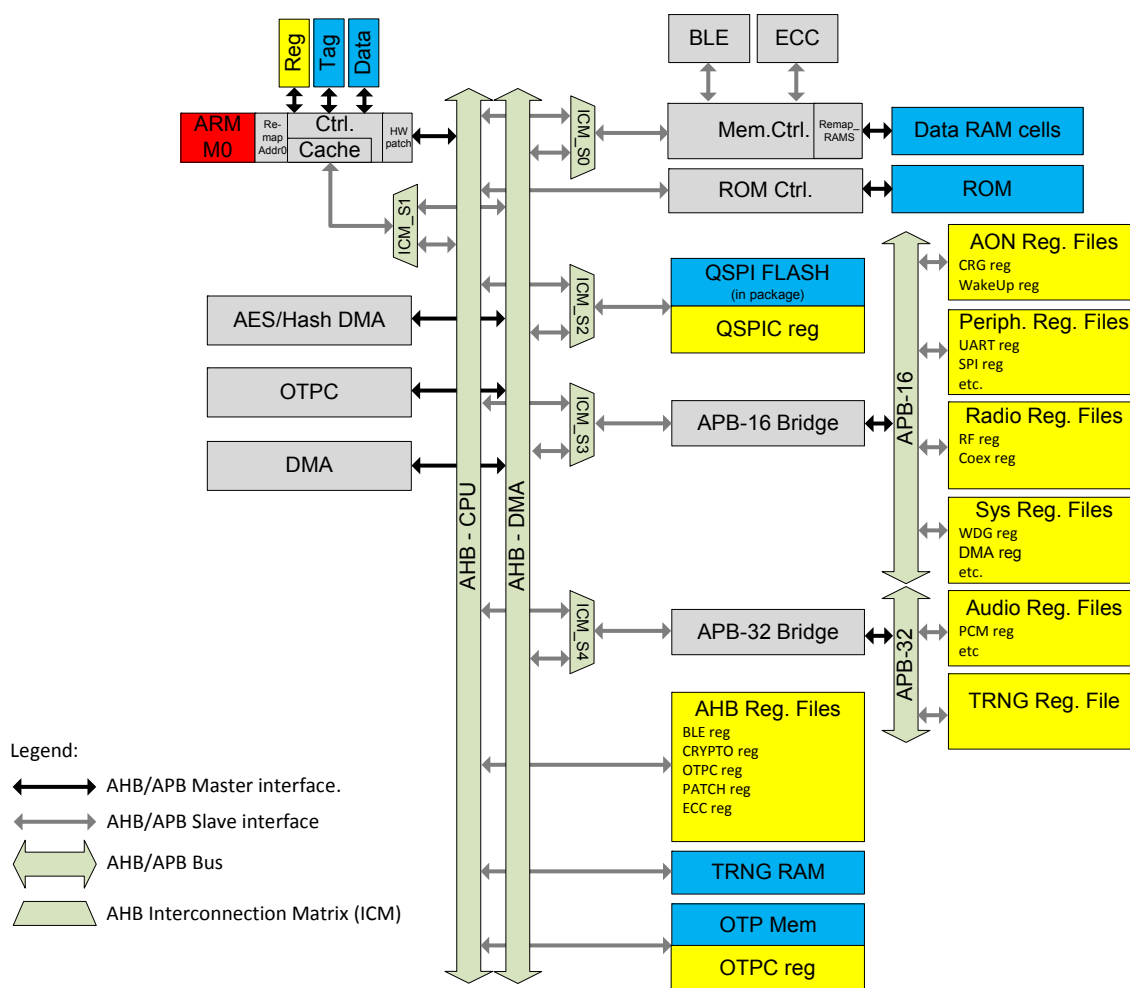 BLE
ECC
Reg
Tag
Data
ARM
M0
Re-
map
Addr0
Ctrl.
Cache
HW
patch
ICM_S0
Mem.Ctrl.
Remap_
RAMS
Data RAM cells
ROM Ctrl.
ROM
ICM_S1
AON Reg. Files
CRG reg
WakeUp reg
QSPI FLASH
(in package)
QSPIC reg
ICM_S2
AES/Hash DMA
Periph. Reg. Files
UART reg
SPI reg
etc.
APB-16
OTPC
ICM_S3
APB-16 Bridge
Radio Reg. Files
RF reg
Coex reg
DMA
AHB - CPU
AHB - DMA
Sys Reg. Files
WDG reg
DMA reg
etc.
ICM_S4
APB-32 Bridge
APB-32
Audio Reg. Files
PCM reg
etc
TRNG Reg. File
AHB Reg. Files
BLE reg
CRYPTO reg
OTPC reg
PATCH reg
ECC reg
TRNG RAM
OTP Mem
OTPC reg
Legend:
AHB/APB Master interface.
AHB/APB Slave interface
AHB/APB Bus
AHB Interconnection Matrix (ICM)